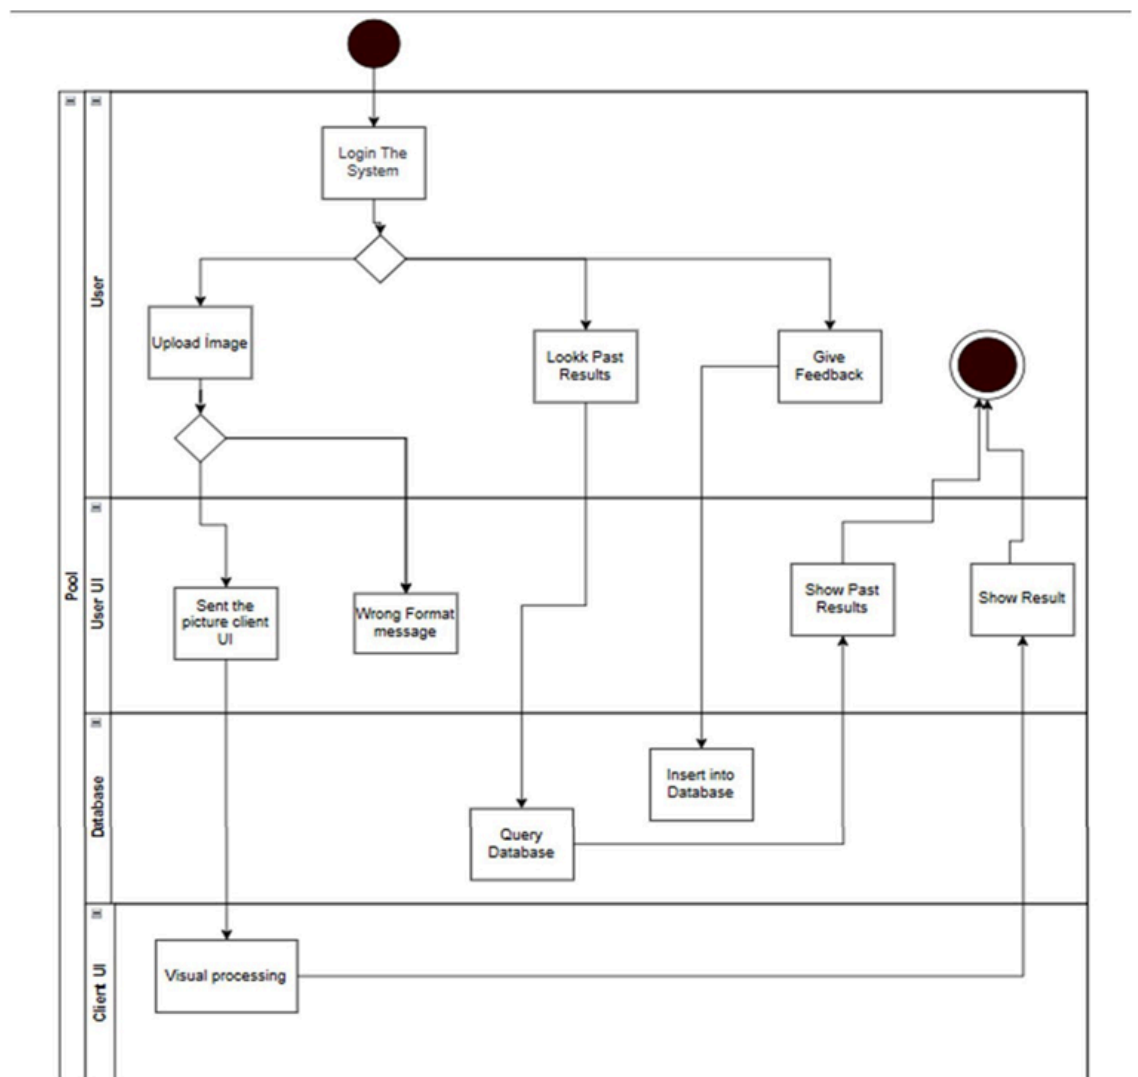 Login The
System
Upload İmage
Lookk Past
Results
Give
Feedback
User
Pool
User UI
Sent the
picture client
UI
Wrong Format
message
Show Past
Results
Show Result
Database
Insert into
Database
Query
Database
Client UI
Visual processing